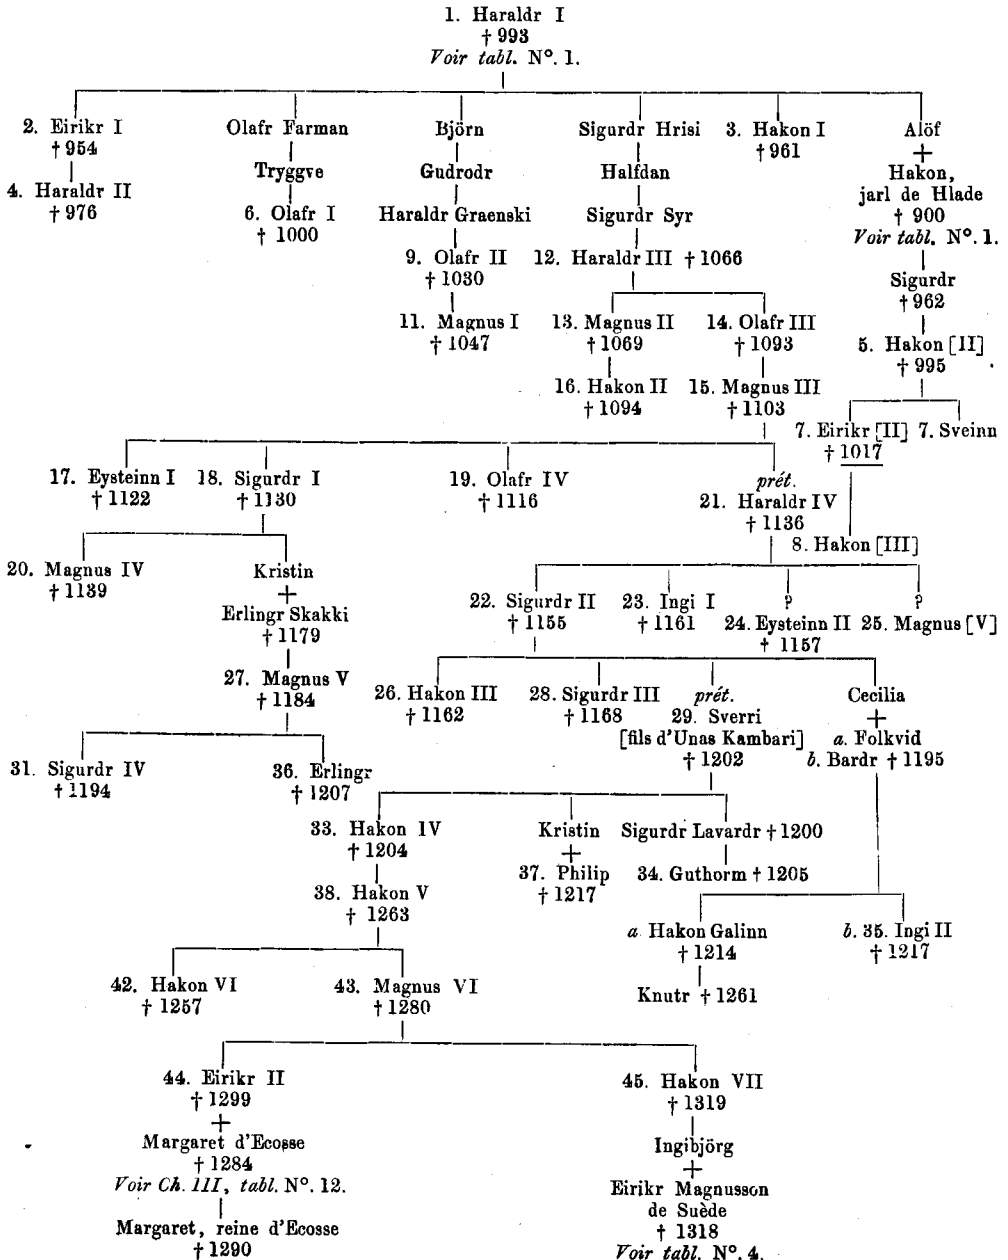 1. Haraldr I
† 993
Voir tabl. N°. 1.
2. Eirikr I
† 954
4. Haraldr II
† 976
Olafr Farman
Tryggve
6. Olafr I
† 1000
Björn
Gudrodr
Haraldr Graenski
9. Olafr II
† 1030
11. Magnus I
† 1047
Sigurdr Hrisi
Halfdan
Sigurdr Syr
12. Haraldr III † 1066
3. Hakon I
† 961
Alöf
+
Hakon,
jarl de Hlade
† 900
Voir tabl. N°. 1.
Sigurdr
† 962
5. Hakon [II]
† 995
13. Magnus II
† 1069
16. Hakon II
† 1094
14. Olafr III
† 1093
15. Magnus III
† 1103
7. Eirikr [II] 7. Sveinn
† 1017
8. Hakon [III]
17. Eysteinn I
† 1122
18. Sigurdr I
† 1130
19. Olafr IV
† 1116
prét.
21. Haraldr IV
† 1136
20. Magnus IV
† 1139
Kristin
+
Erlingr Skakki
† 1179
27. Magnus V
† 1184
22. Sigurdr II
† 1155
23. Ingi I
† 1161
?
24. Eysteinn II
† 1157
?
25. Magnus [V]
26. Hakon III
† 1162
28. Sigurdr III
† 1168
prét.
29. Sverri
[fils d'Unas Kambari]
† 1202
Cecilia
+
a. Folkvid
b. Bardr † 1195
31. Sigurdr IV
† 1194
36. Erlingr
† 1207
33. Hakon IV
† 1204
38. Hakon V
† 1263
Kristin
+
37. Philip
† 1217
Sigurdr Lavardr † 1200
34. Guthorm † 1205
a Hakon Galinn
† 1214
Knutr † 1261
b. 35. Ingi II
† 1217
42. Hakon VI
† 1257
43. Magnus VI
† 1280
44. Eirikr II
† 1299
+
Margaret d'Ecosse
† 1284
Voir Ch. III, tabl. N°. 12.
Margaret, reine d'Ecosse
† 1290
45. Hakon VII
† 1319
Ingibjörg
+
Eirikr Magnusson
de Suède
† 1318
Voir tabl. N°. 4.